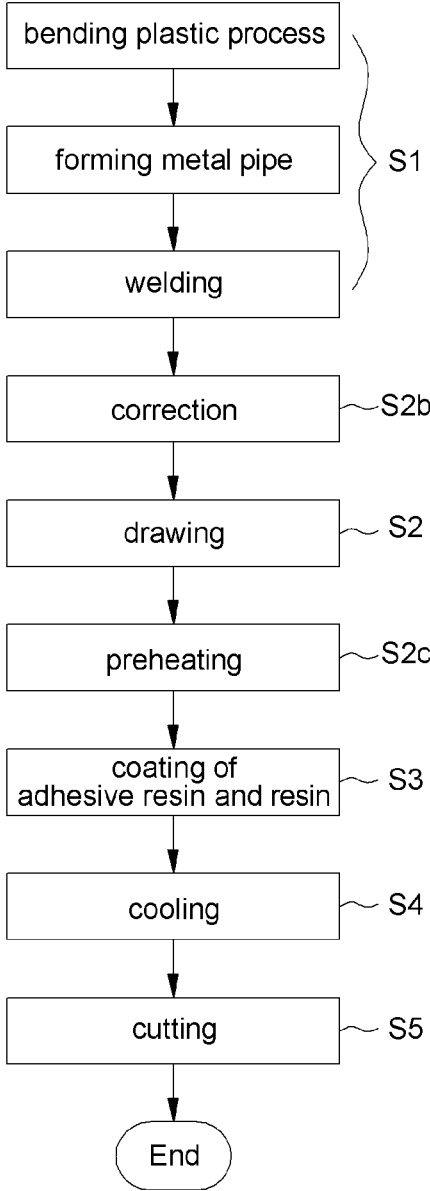 bending plastic process
forming metal pipe
S1
welding
correction
S2b
drawing
S2
preheating
S2c
coating of
adhesive resin and resin
S3
cooling
S4
cutting
S5
End